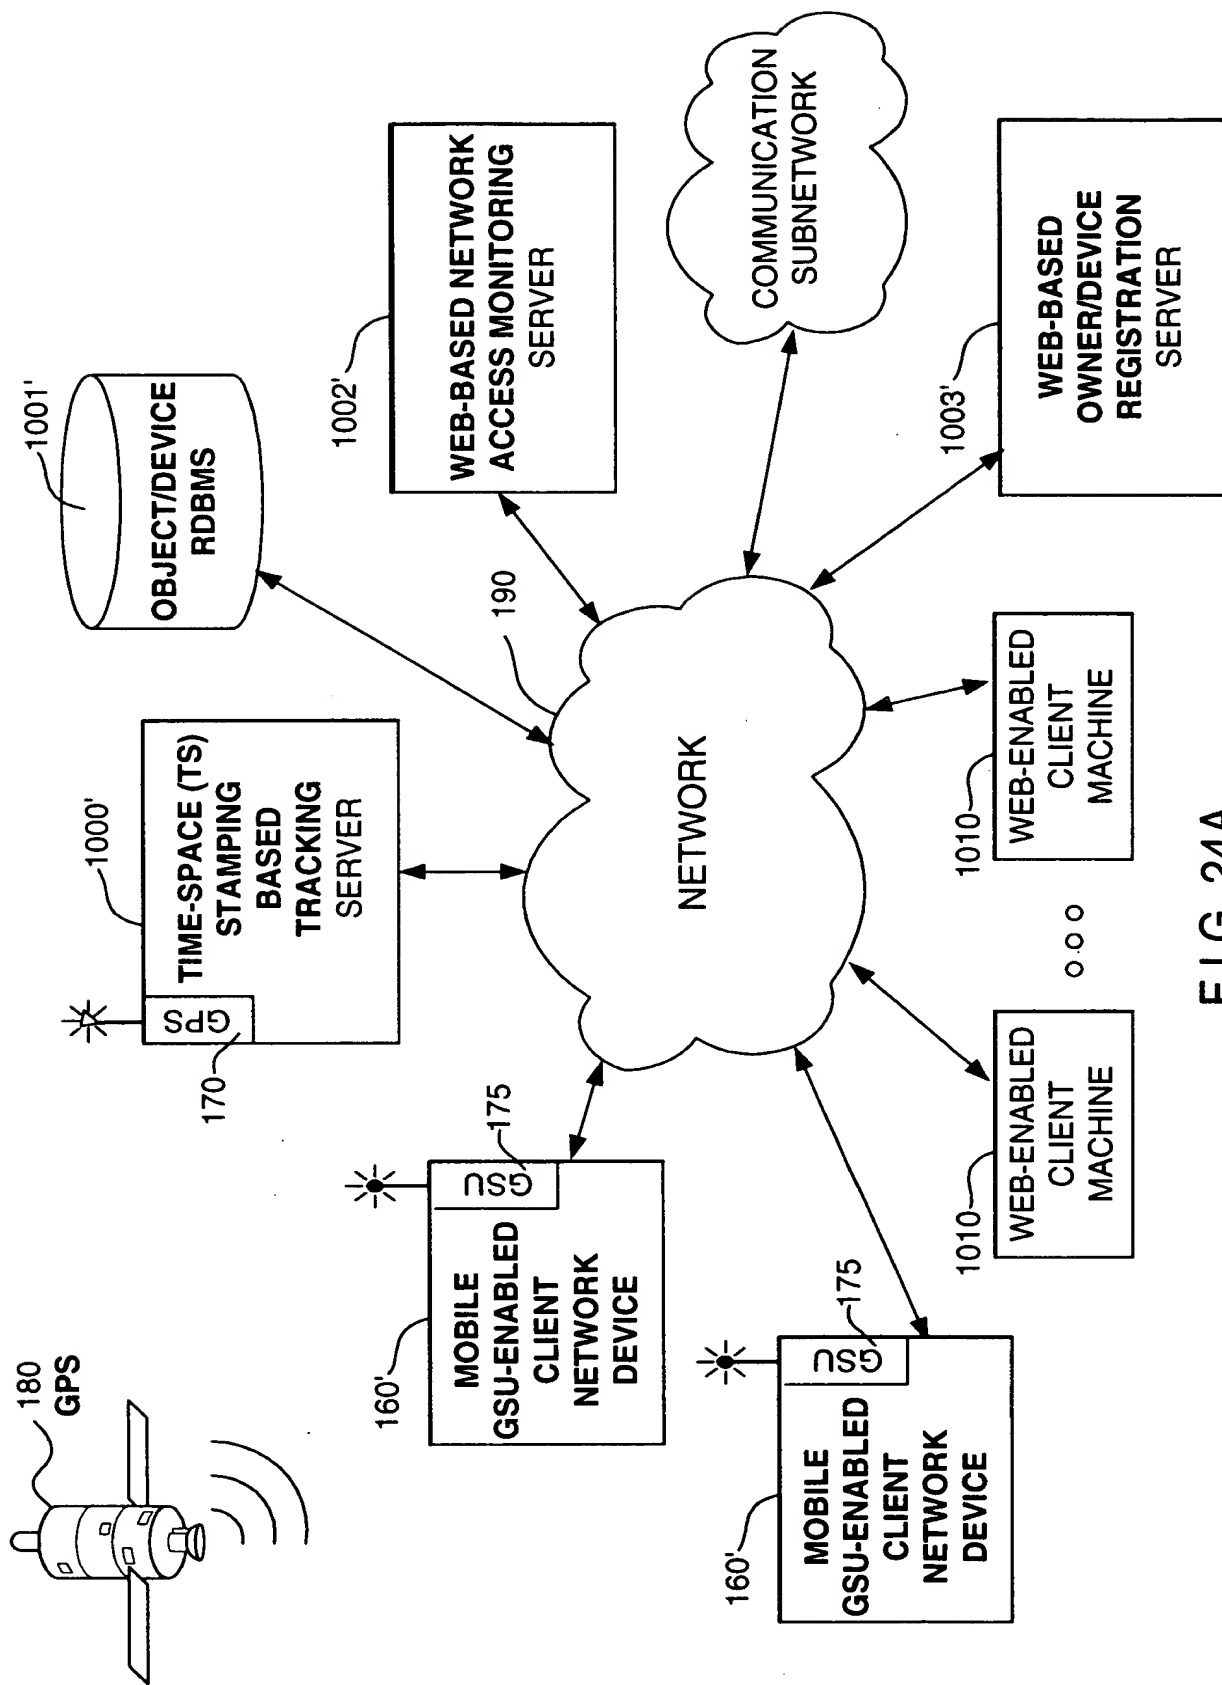 180
GPS
170
GPS
1000'
TIME-SPACE (TS)
STAMPING
BASED
TRACKING
SERVER
1001'
OBJECT/DEVICE
RDBMS
160'
MOBILE
GSU-ENABLED
CLIENT
NETWORK
DEVICE
GSU
175
190
1002'
WEB-BASED NETWORK
ACCESS MONITORING
SERVER
NETWORK
COMMUNICATION
SUBNETWORK
160'
MOBILE
GSU-ENABLED
CLIENT
NETWORK
DEVICE
GSU
175
1010
WEB-ENABLED
CLIENT
MACHINE
1010
WEB-ENABLED
CLIENT
MACHINE
1003'
WEB-BASED
OWNER/DEVICE
REGISTRATION
SERVER
FIG. 24A